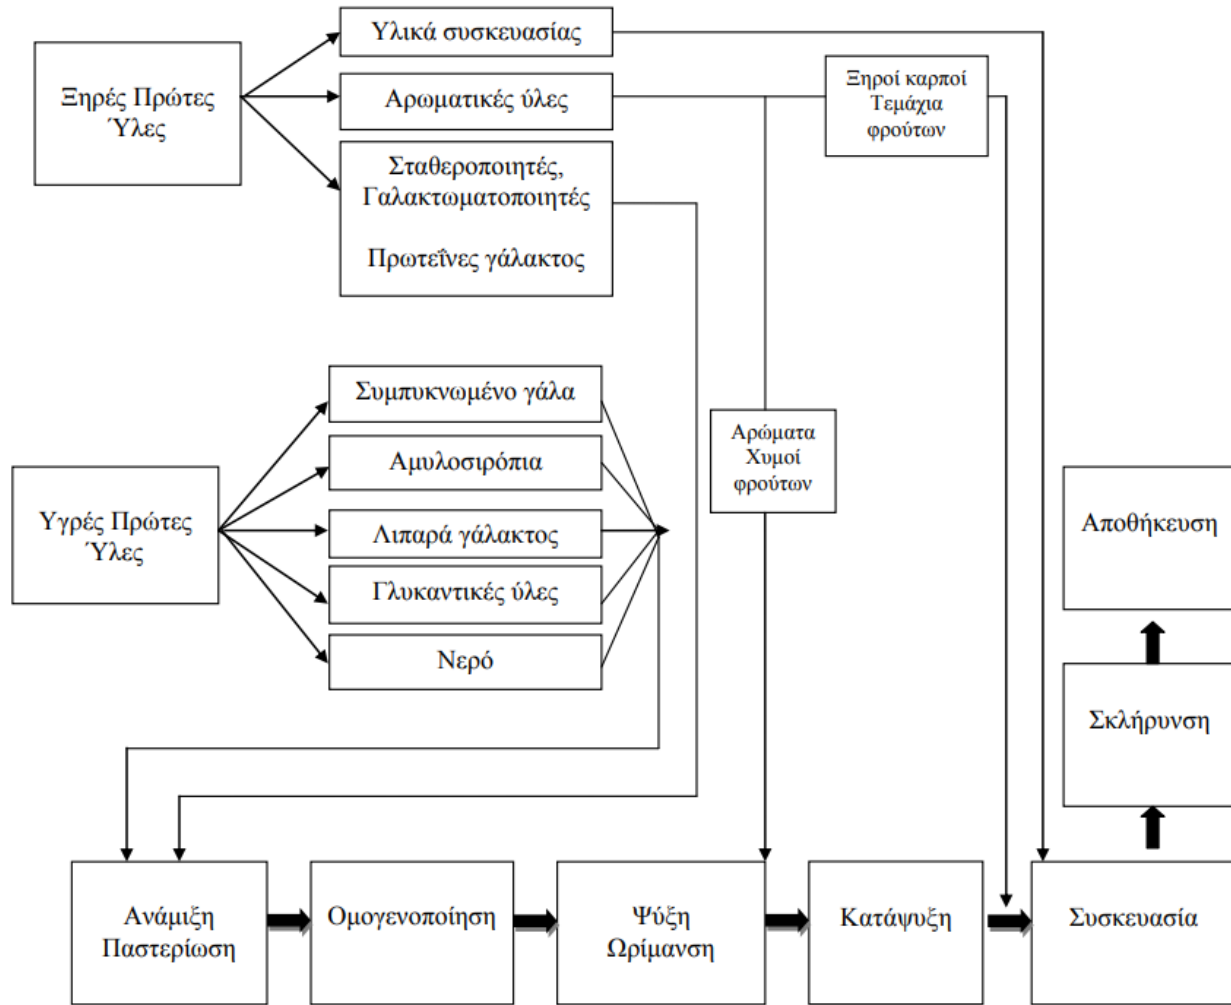 Υλικά συσκευασίας
Ξηρές Πρώτες
Ύλες
Αρωματικές ύλες
Ξηροί καρποί
Τεμάχια
φρούτων
Σταθεροποιητές,
Γαλακτωματοποιητές
Πρωτεΐνες γάλακτος
Συμπυκνωμένο γάλα
Αμυλοσιρόπια
Υγρές Πρώτες
Ύλες
Λιπαρά γάλακτος
Γλυκαντικές ύλες
Νερό
Αρώματα
Χυμοί
φρούτων
Αποθήκευση
Σκλήρυνση
Ανάμιξη
Παστερίωση
Ομογενοποίηση
Ψύξη
Ωρίμανση
Κατάψυξη
Συσκευασία